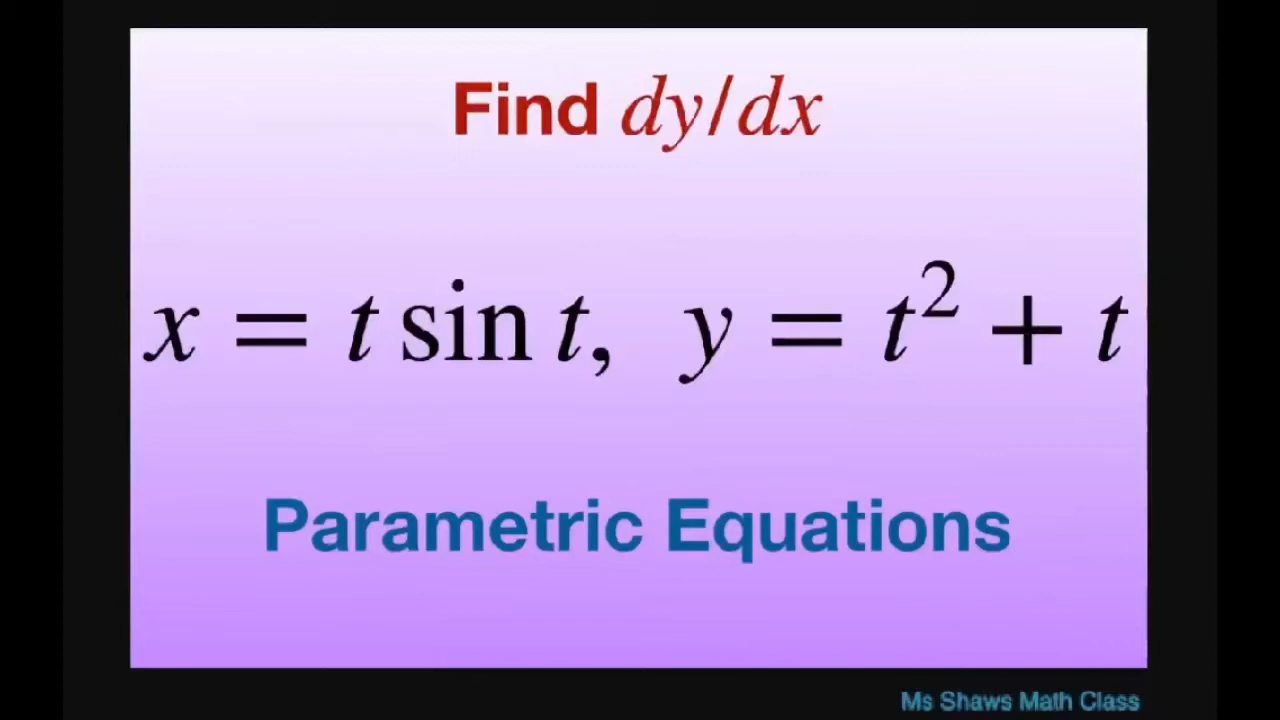 Find dy/dx
x = t sin t, y = t² + t
Parametric Equations
Ms Shaws Math Class